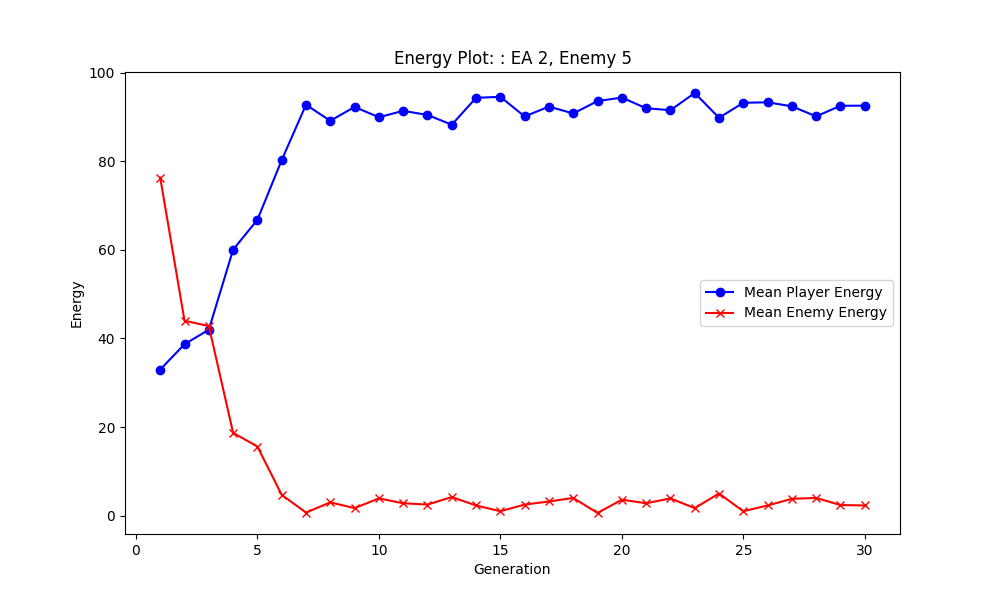 Energy Plot: : EA 2, Enemy 5
100
80
60
40
20
0
Energy
Mean Player Energy
Mean Enemy Energy
0 5 10 15 20 25 30
Generation